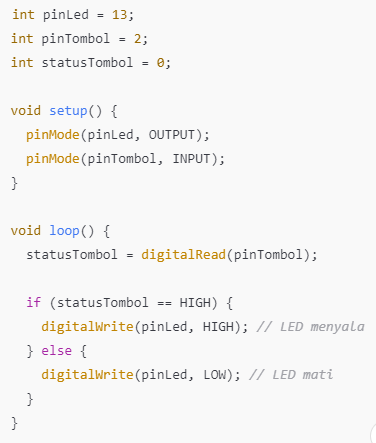 int pinLed = 13;
int pinTombol = 2;
int statusTombol = 0;

void setup() {
  pinMode(pinLed, OUTPUT);
  pinMode(pinTombol, INPUT);
}

void loop() {
  statusTombol = digitalRead(pinTombol);

  if (statusTombol == HIGH) {
    digitalWrite(pinLed, HIGH); // LED menyala
  } else {
    digitalWrite(pinLed, LOW); // LED mati
  }
}